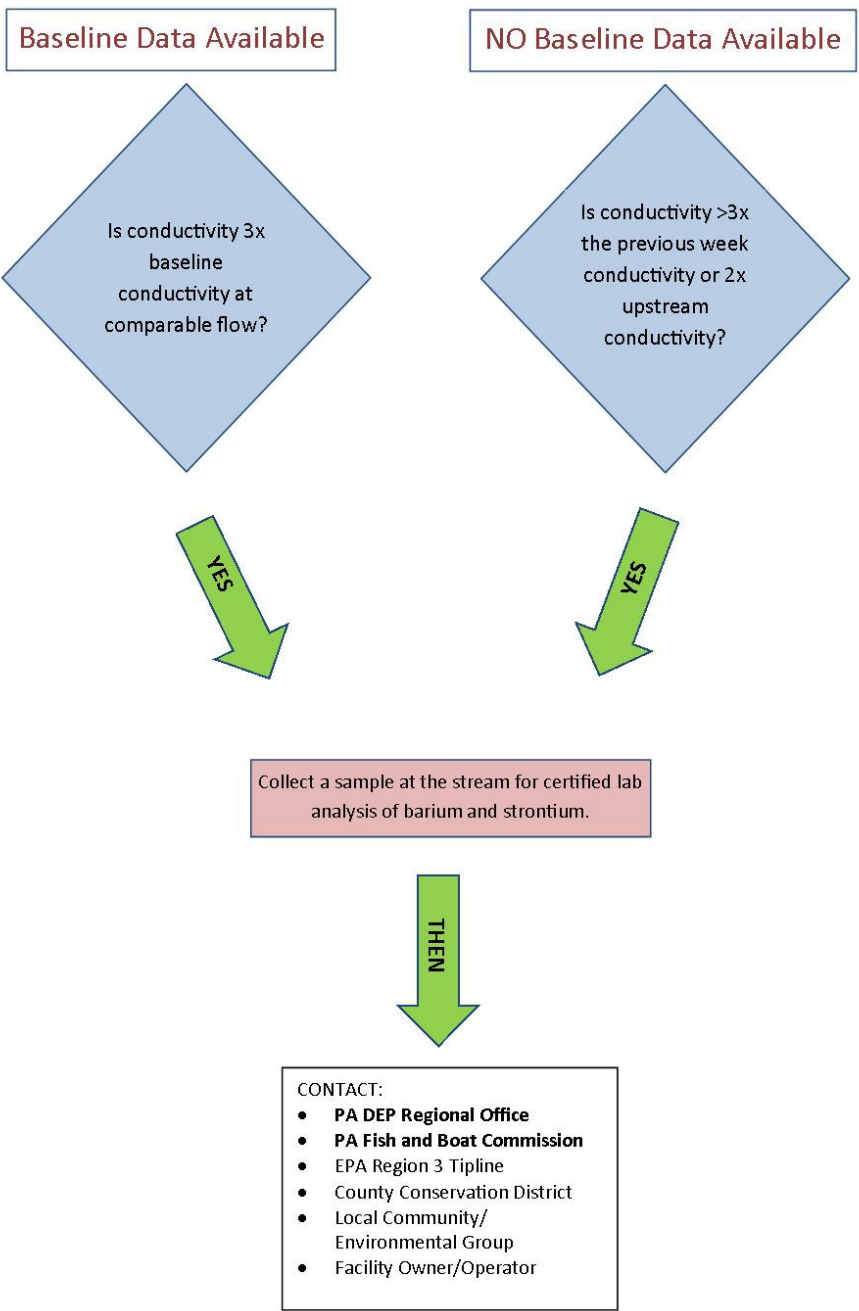 Baseline Data Available
NO Baseline Data Available
Is conductivity 3x
baseline
conductivity at
comparable flow?
Is conductivity >3x
the previous week
conductivity or 2x
upstream
conductivity?
YES
YES
Collect a sample at the stream for certified lab
analysis of barium and strontium.
THEN
CONTACT:
• PA DEP Regional Office
• PA Fish and Boat Commission
• EPA Region 3 Tipline
• County Conservation District
• Local Community/
Environmental Group
• Facility Owner/Operator